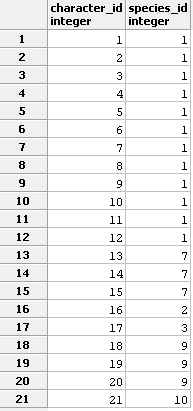 character_id species_id
integer integer
1 1 1
2 2 1
3 3 1
4 4 1
5 5 1
6 6 1
7 7 1
8 8 1
9 9 1
10 10 1
11 11 1
12 12 1
13 13 7
14 14 7
15 15 7
16 16 2
17 17 3
18 18 9
19 19 9
20 20 9
21 21 10